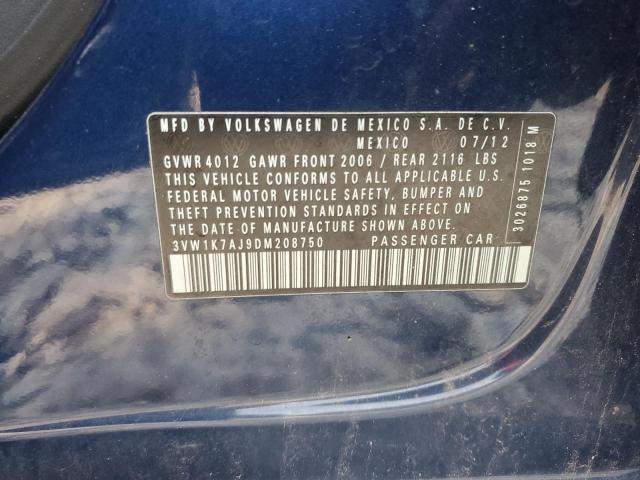 MFD BY VOLKSWAGEN DE MEXICO S.A. DE C.V.
MEXICO 07/12
GVWR 4012 GAWR FRONT 2006 / REAR 2116 LBS
THIS VEHICLE CONFORMS TO ALL APPLICABLE U.S.
FEDERAL MOTOR VEHICLE SAFETY, BUMPER AND
THEFT PREVENTION STANDARDS IN EFFECT ON
THE DATE OF MANUFACTURE SHOWN ABOVE
3VW1K7AJ9DM208750 PASSENGER CAR
3026875 1018 M